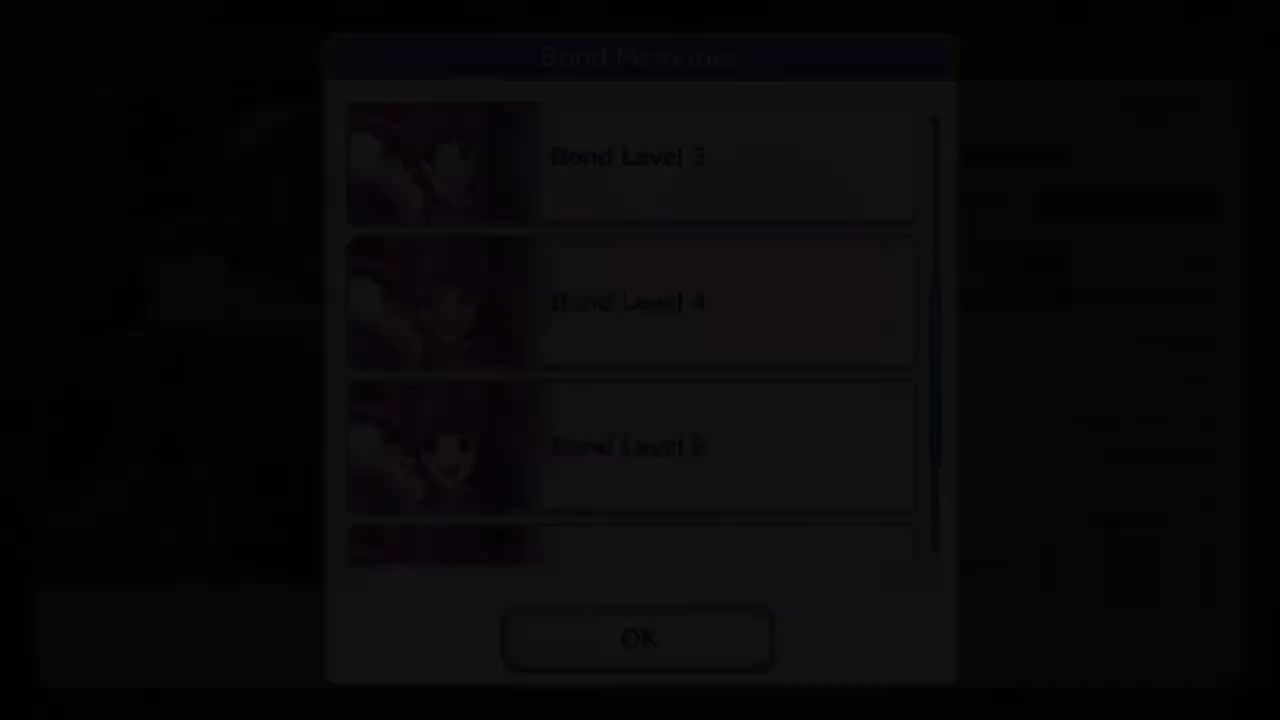 Bond Memories
Bond Level 3
Bond Level 4
Bond Level 5
OK